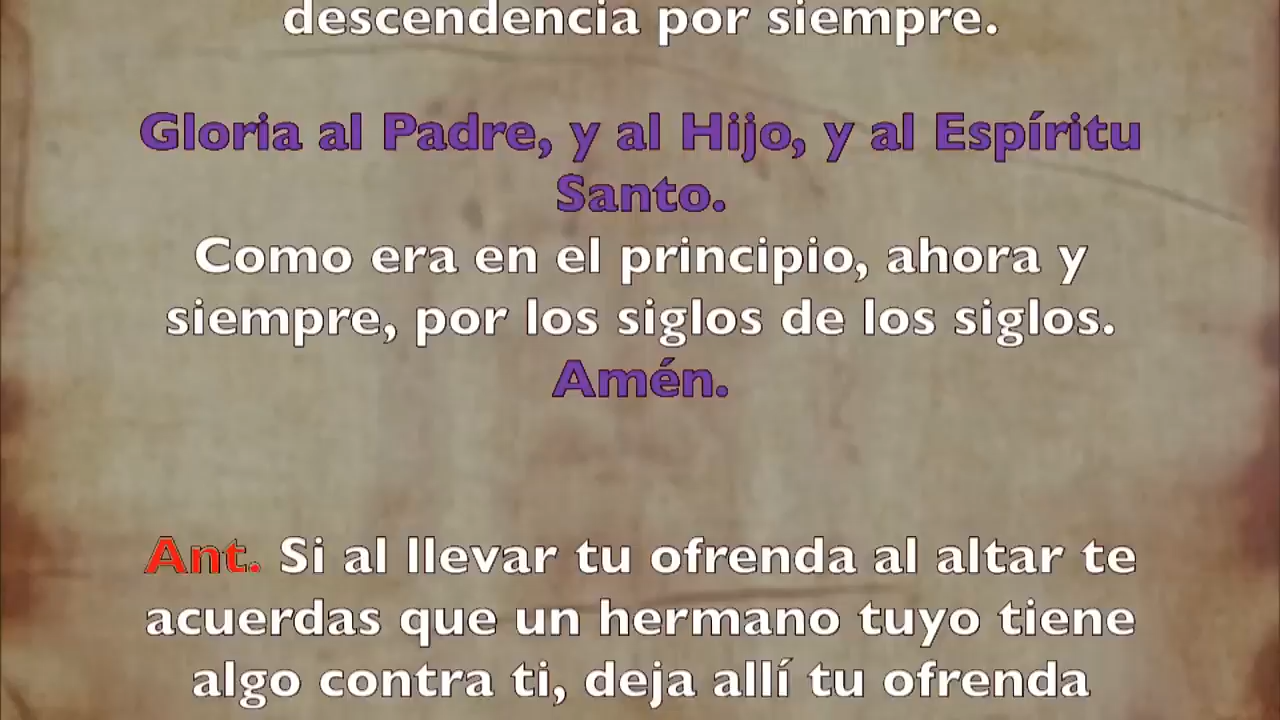 descendencia por siempre.
Gloria al Padre, y al Hijo, y al Espíritu
Santo.
Como era en el principio, ahora y
siempre, por los siglos de los siglos.
Amén.
Ant. Si al llevar tu ofrenda al altar te
acuerdas que un hermano tuyo tiene
algo contra ti, deja allí tu ofrenda